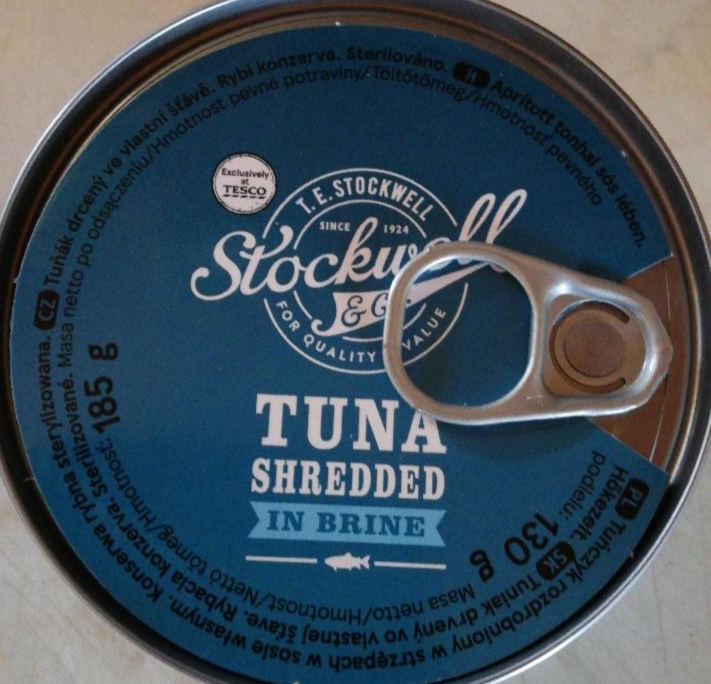 Exclusively
at
TESCO
T. E. STOCKWELL
SINCE 1924
Stockwell
& Co
FOR QUALITY & VALUE
TUNA
SHREDDED
IN BRINE
PL Tuńczyk rozdrobniony w strzępach w sosie własnym. Konserwa rybna sterylizowana. CZ Tuňák drcený ve vlastní šťávě. Rybí konzerva. Sterilováno. H Aprított tonhal sós lében.
Hőkezelt. SK Tuniak drvený vo vlastnej šťave. Rybacia konzerva. Sterilizované. Masa netto po odsączeniu/Hmotnost pevné potraviny/Töltőtömeg/Hmotnosť pevného
podielu: 130 g Masa netto/Hmotnost/Nettó tömeg/Hmotnosť: 185 g